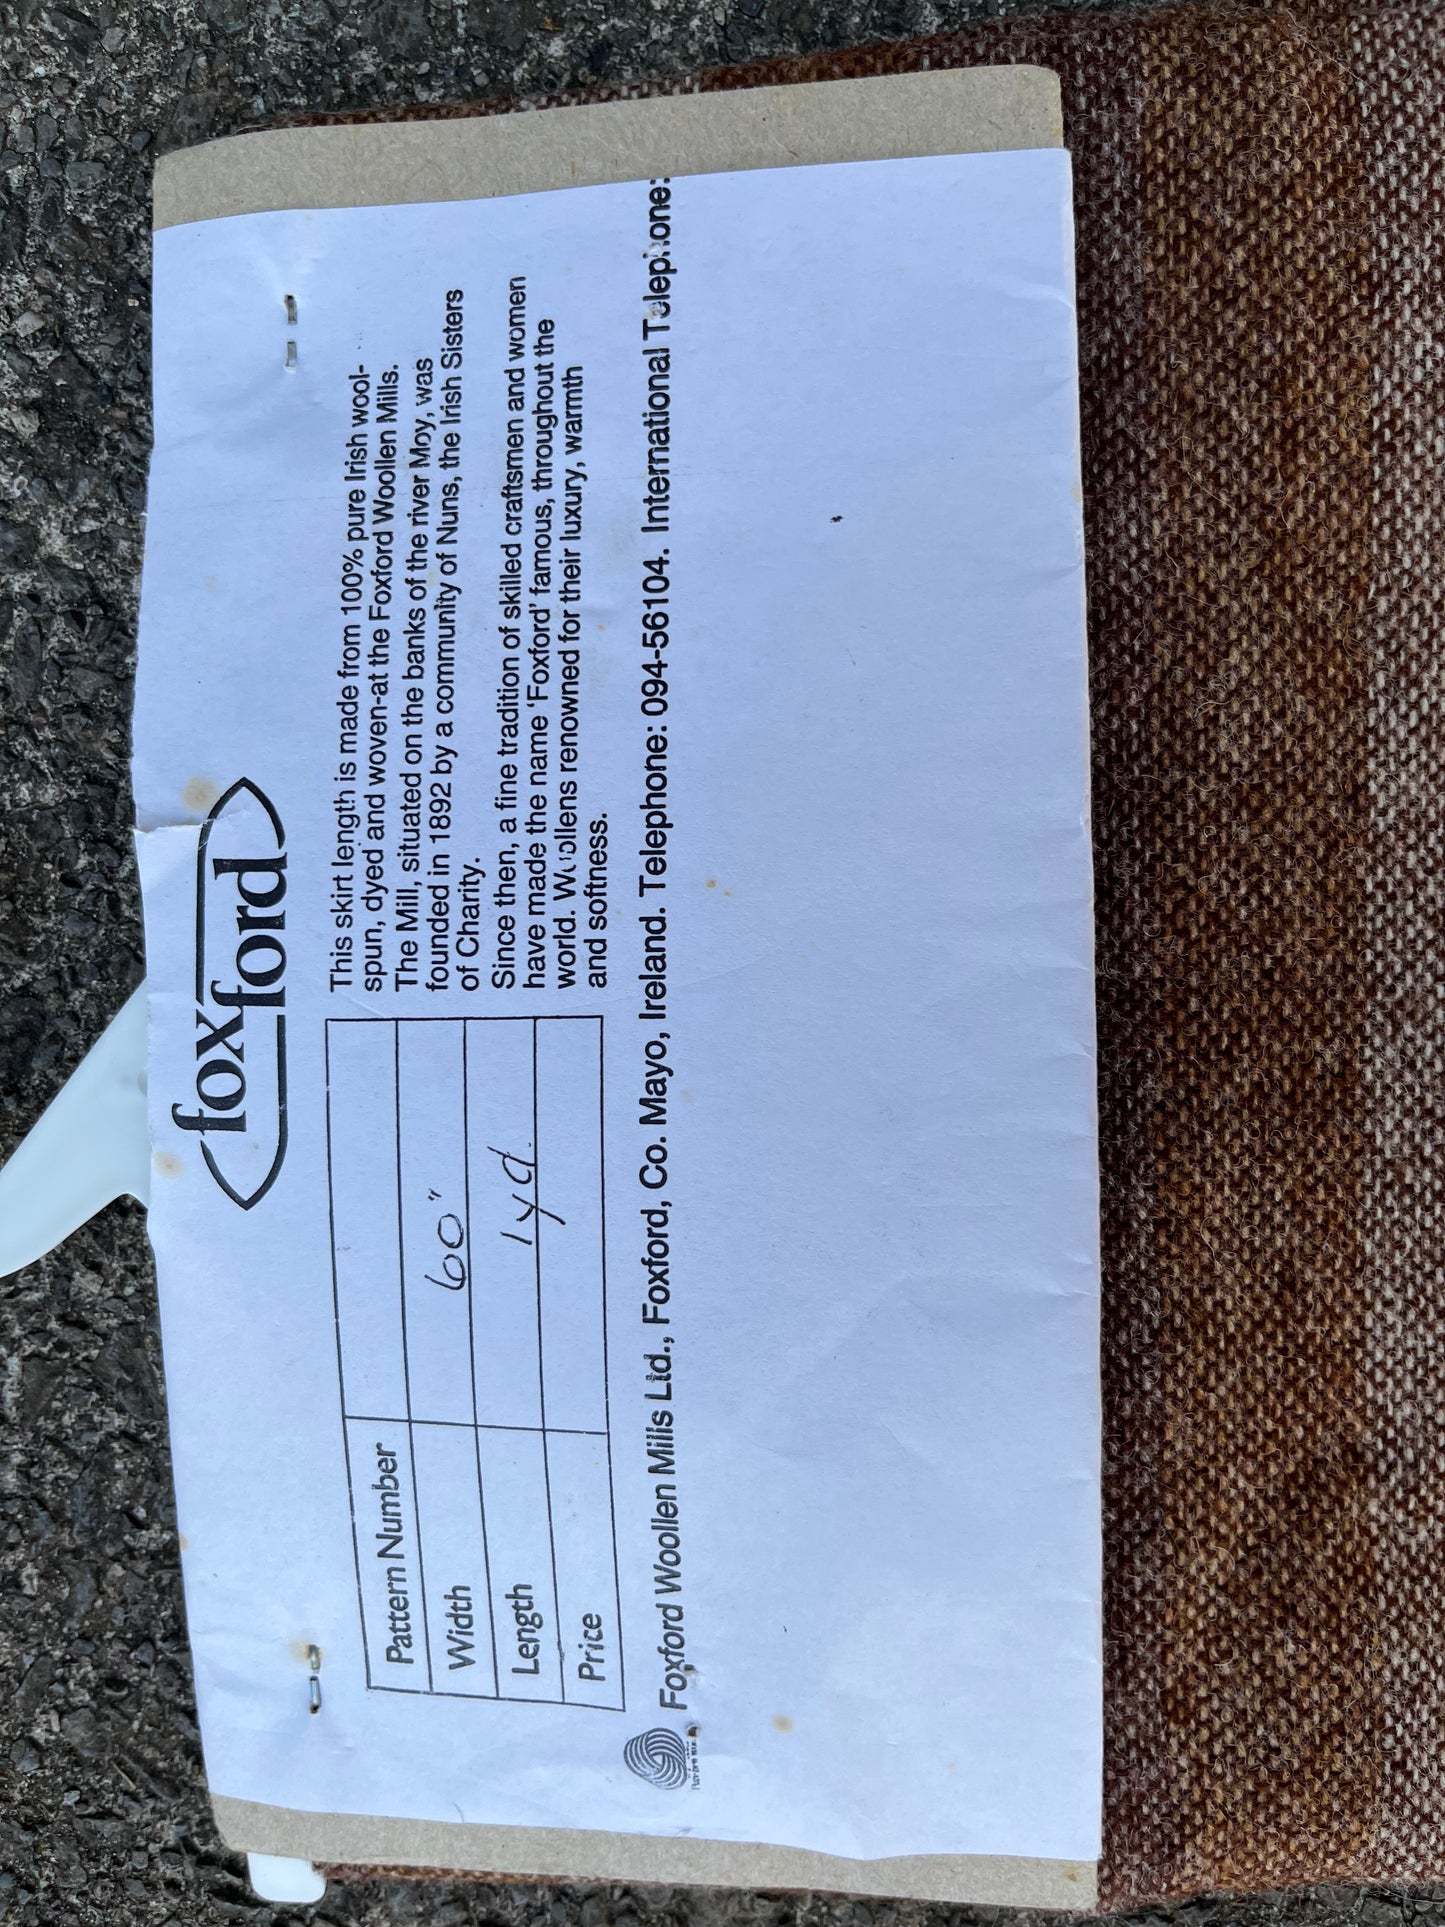 foxford
This skirt length is made from 100% pure Irish wool-
spun, dyed and woven-at the Foxford Woollen Mills.
The Mill, situated on the banks of the river Moy, was
founded in 1892 by a community of Nuns, the Irish Sisters
of Charity.
Since then, a fine tradition of skilled craftsmen and women
have made the name 'Foxford' famous, throughout the
world. Woollens renowned for their luxury, warmth
and softness.
Pattern Number
Width 60"
Length 1yd.
Price
Foxford Woollen Mills Ltd., Foxford, Co. Mayo, Ireland. Telephone: 094-56104. International Telephone: